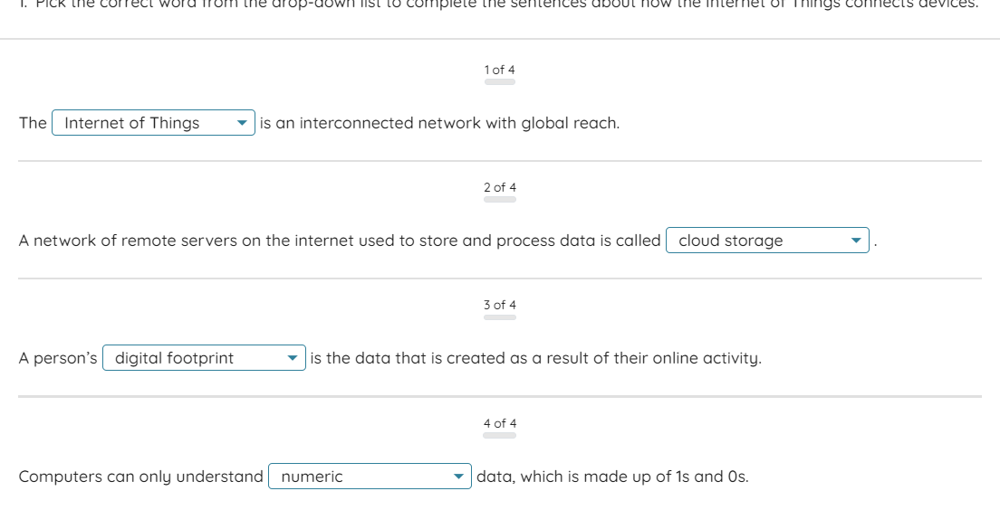 1. Pick the correct word from the drop-down list to complete the sentences about how the Internet of Things connects devices.
1 of 4
The Internet of Things is an interconnected network with global reach.
2 of 4
A network of remote servers on the internet used to store and process data is called cloud storage .
3 of 4
A person’s digital footprint is the data that is created as a result of their online activity.
4 of 4
Computers can only understand numeric data, which is made up of 1s and 0s.